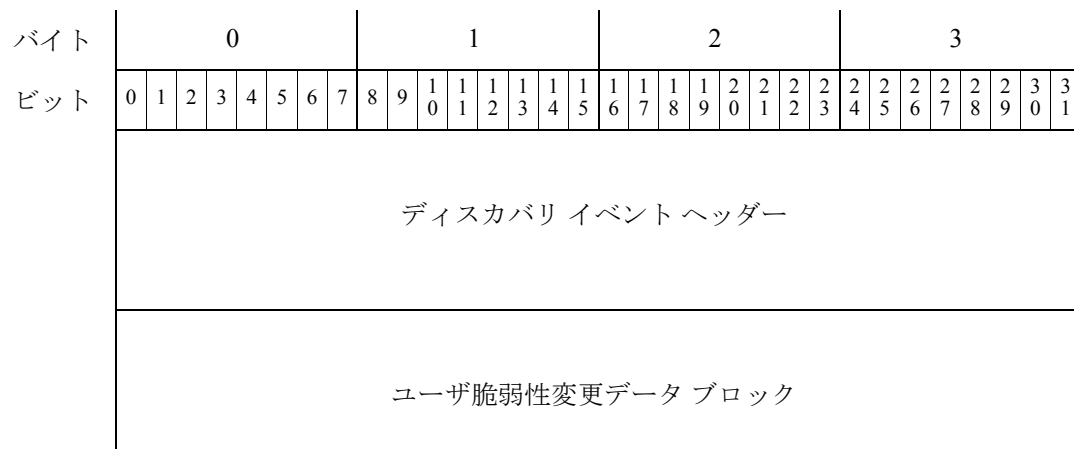 バイト 0 1 2 3
ビット 0 1 2 3 4 5 6 7 8 9 10 11 12 13 14 15 16 17 18 19 20 21 22 23 24 25 26 27 28 29 30 31
ディスカバリ イベント ヘッダー
ユーザ脆弱性変更データ ブロック